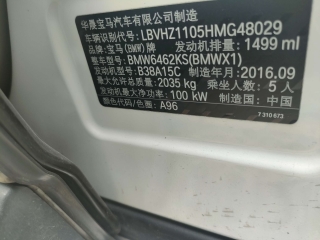 华晨宝马汽车有限公司制造
车辆识别代号: LBVHZ1105HMG48029
品牌: 宝马(BMW)牌 发动机排量: 1499 ml
整车型号: BMW6462KS(BMWX1)
发动机型号: B38A15C 制造年月: 2016.09
最大允许总质量: 2035 kg 乘坐人数: 5 人
发动机最大净功率: 100 kW 制造国: 中国
颜色/色番: A96
7 310 673